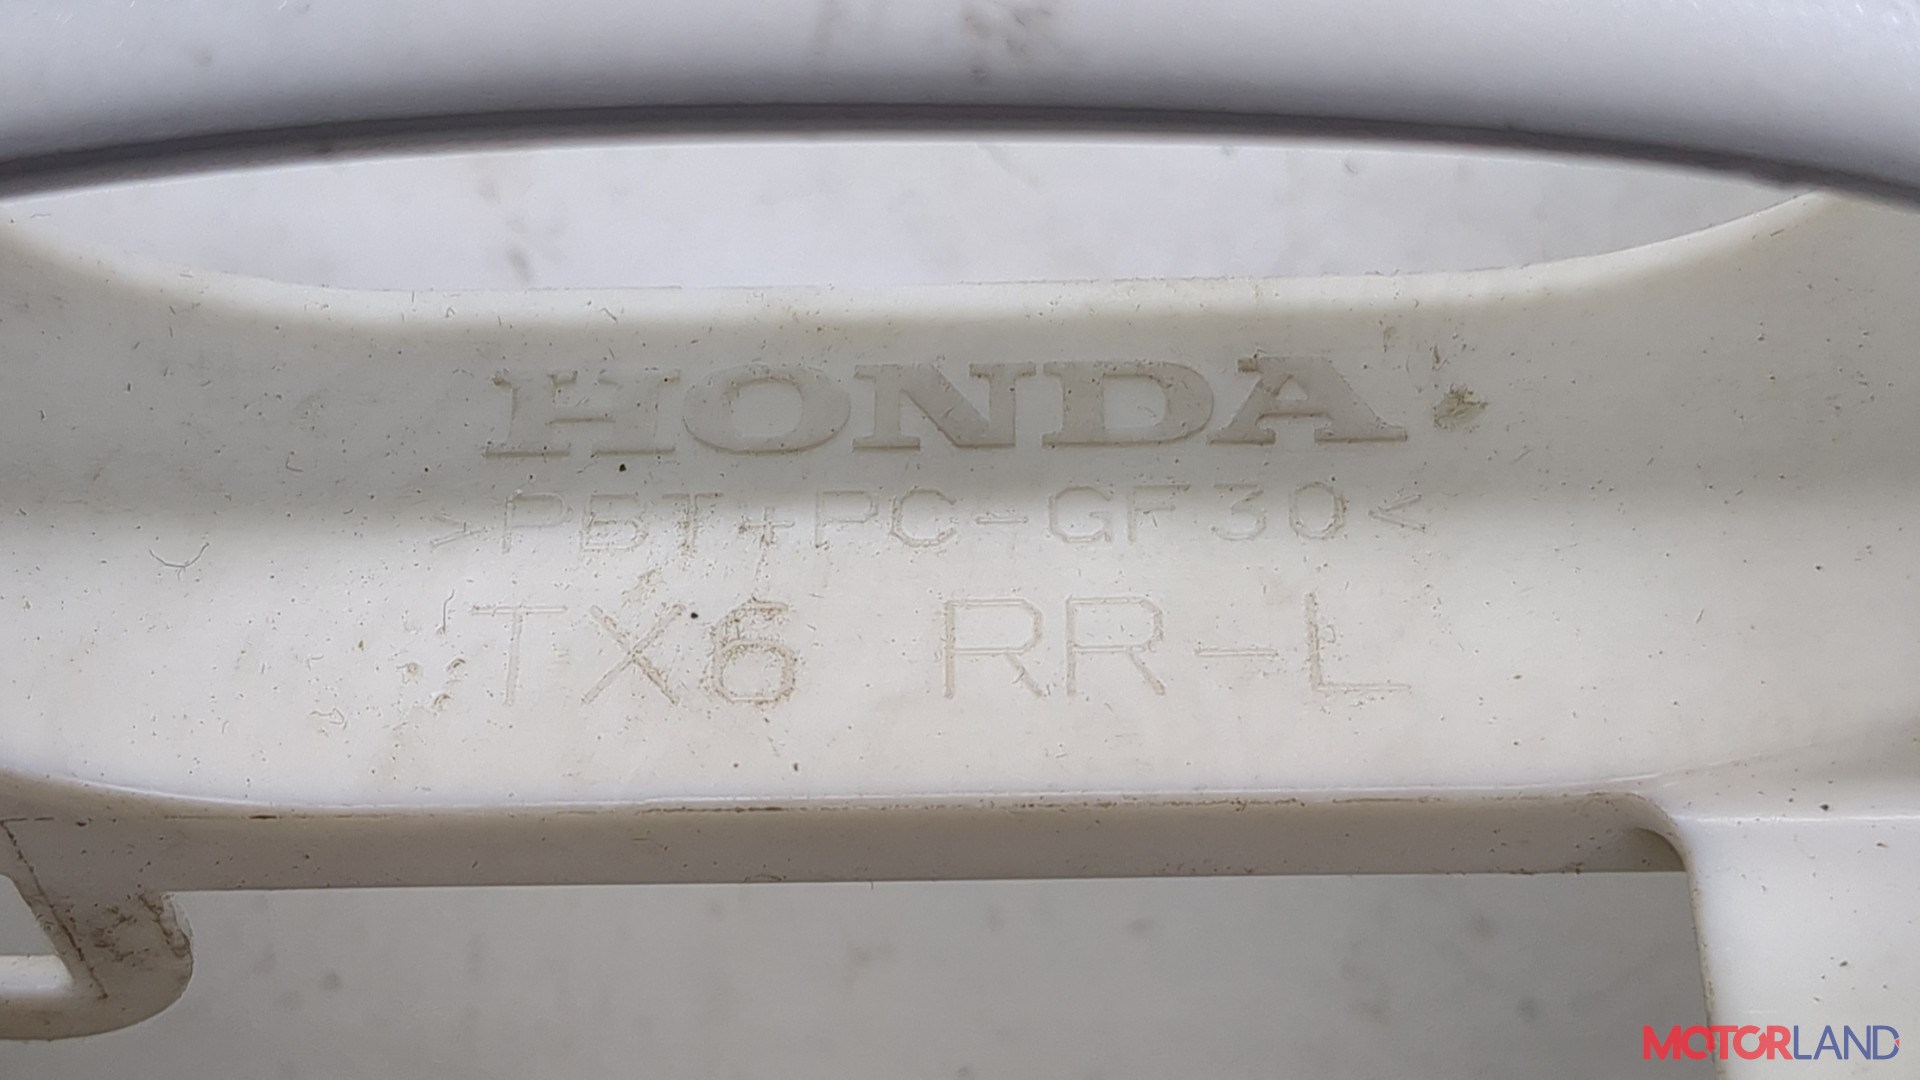 HONDA
>PBT+PC-GF30<
TX6 RR-L
MOTORLAND